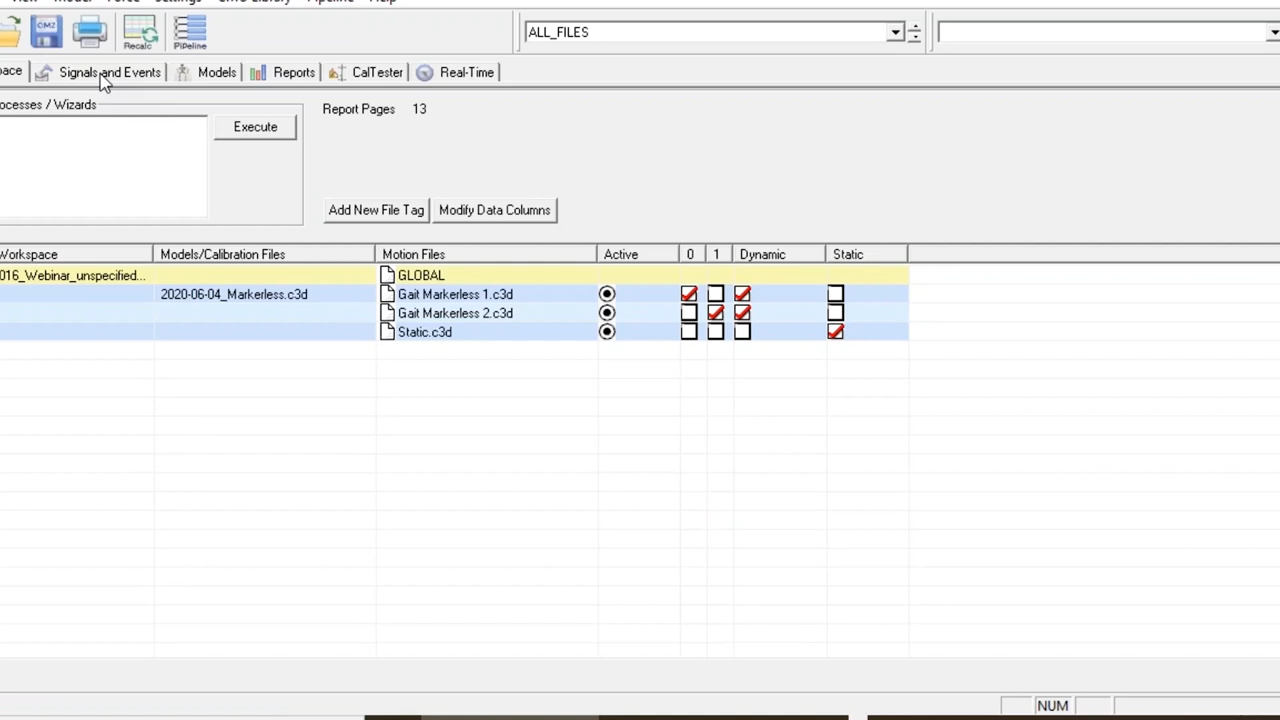 Recalc Pipeline ALL_FILES
pace Signals and Events Models Reports CalTester Real-Time
ocesses / Wizards
Report Pages 13
Execute
Add New File Tag Modify Data Columns
Workspace Models/Calibration Files Motion Files Active 0 1 Dynamic Static
016_Webinar_unspecified... GLOBAL
2020-06-04_Markerless.c3d Gait Markerless 1.c3d
Gait Markerless 2.c3d
Static.c3d
NUM